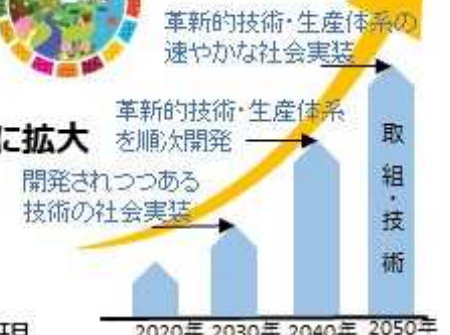 革新的技術・生産体系の
速やかな社会実装
革新的技術・生産体系
を順次開発
に拡大
開発されつつある
技術の社会実装
取組・技術
現
2020年 2030年 2040年 2050年